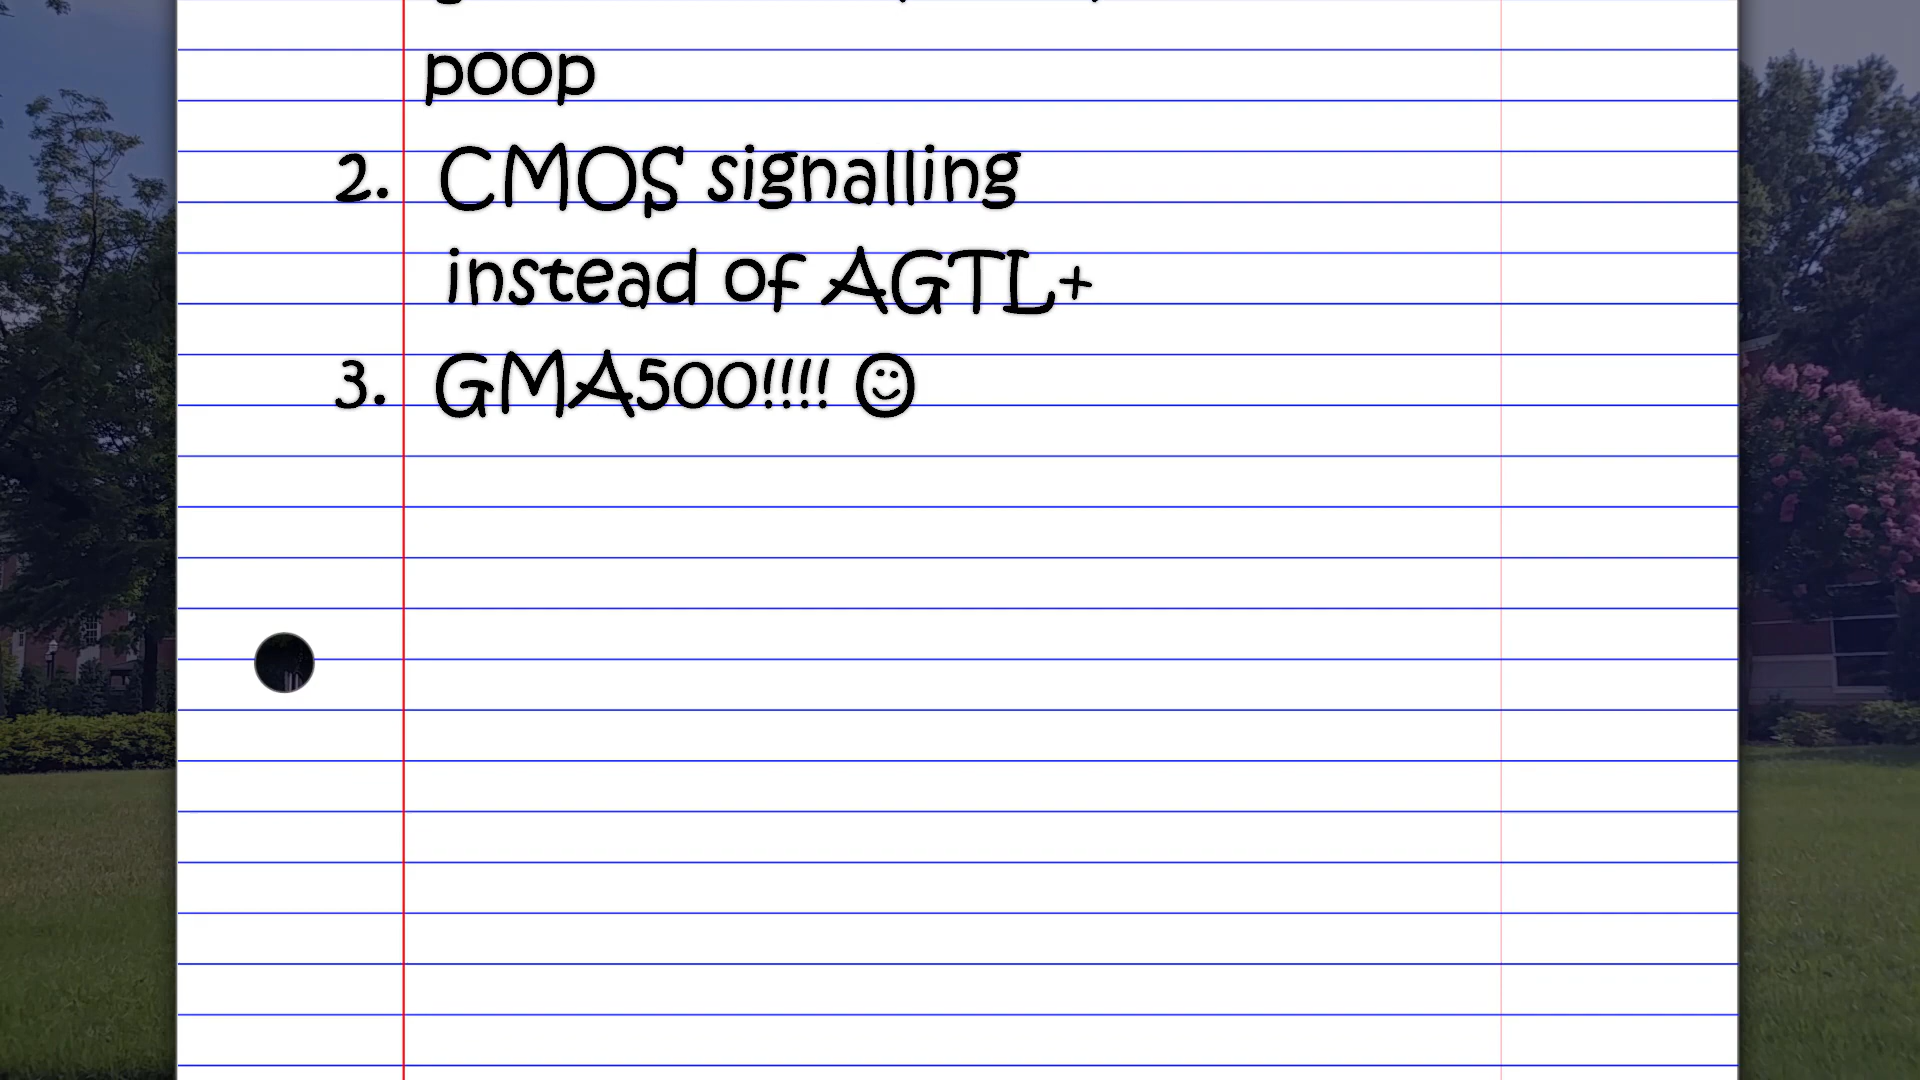 poop
2. CMOS signalling
instead of AGTL+
3. GMA500!!!! ☺